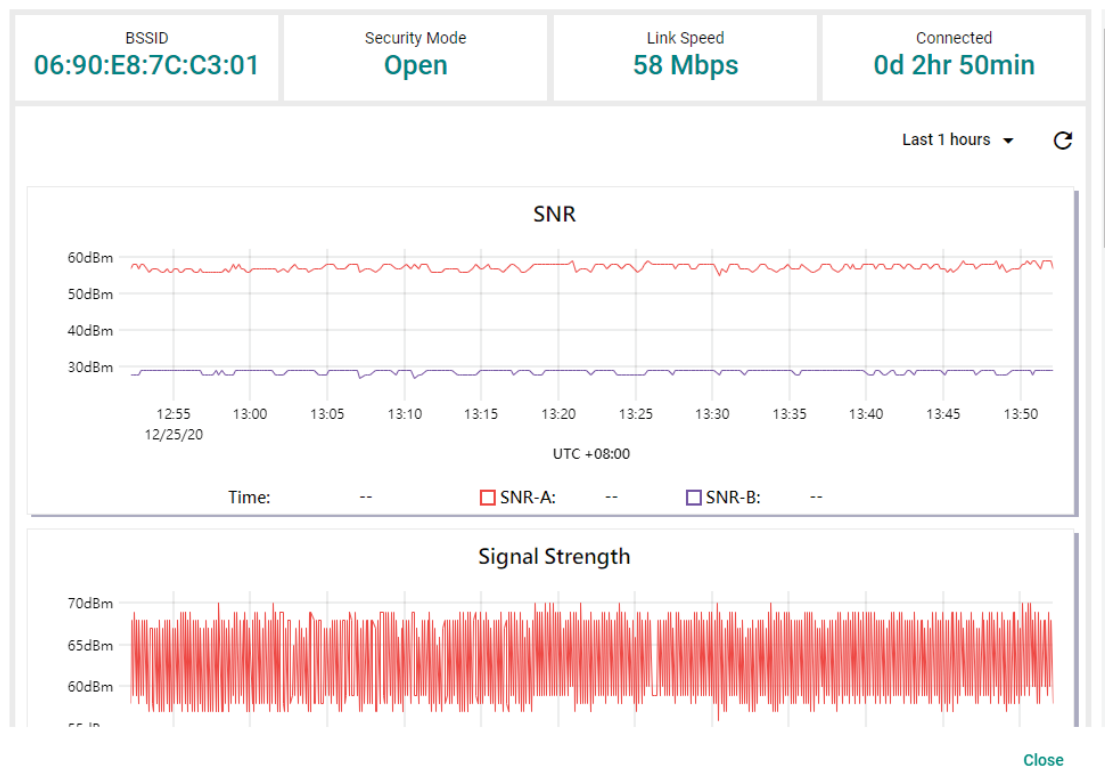 BSSID
06:90:E8:7C:C3:01
Security Mode
Open
Link Speed
58 Mbps
Connected
0d 2hr 50min
Last 1 hours
SNR
60dBm
50dBm
40dBm
30dBm
12:55 13:00 13:05 13:10 13:15 13:20 13:25 13:30 13:35 13:40 13:45 13:50
12/25/20
UTC +08:00
Time: -- SNR-A: -- SNR-B: --
Signal Strength
70dBm
65dBm
60dBm
Close